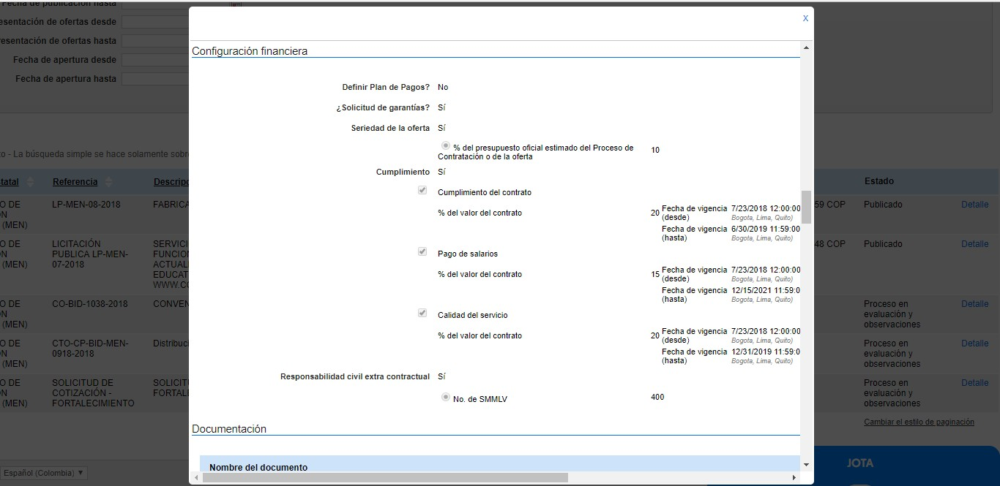 Fecha de publicación hasta
esentación de ofertas desde
resentación de ofertas hasta
Fecha de apertura desde
Fecha de apertura hasta
to - La búsqueda simple se hace solamente sobre
statal
Referencia
Descripc
Estado
O DE
N
(MEN)
LP-MEN-08-2018
FABRICA
59 COP
Publicado
Detalle
O DE
N
(MEN)
LICITACIÓN
PUBLICA LP-MEN-
07-2018
SERVICI
FUNCION
ACTUAL
EDUCAT
WWW.CO
48 COP
Publicado
Detalle
O DE
N
(MEN)
CO-BID-1038-2018
CONVEN
Proceso en
evaluación y
observaciones
Detalle
O DE
N
(MEN)
CTO-CP-BID-MEN-
0918-2018
Distribuci
Proceso en
evaluación y
observaciones
Detalle
O DE
N
(MEN)
SOLICITUD DE
COTIZACIÓN -
FORTALECIMIENTO
SOLICIT
FORTAL
Proceso en
evaluación y
observaciones
Detalle
Cambiar el estilo de paginación
Español (Colombia)
JOTA
X
Configuración financiera
Definir Plan de Pagos? No
¿Solicitud de garantías? Sí
Seriedad de la oferta Sí
% del presupuesto oficial estimado del Proceso de
Contratación o de la oferta
10
Cumplimiento Sí
Cumplimiento del contrato
% del valor del contrato 20
Fecha de vigencia 7/23/2018 12:00:00
(desde) Bogota, Lima, Quito)
Fecha de vigencia 6/30/2019 11:59:00
(hasta) Bogota, Lima, Quito)
Pago de salarios
% del valor del contrato 15
Fecha de vigencia 7/23/2018 12:00:00
(desde) Bogota, Lima, Quito)
Fecha de vigencia 12/15/2021 11:59:0
(hasta) Bogota, Lima, Quito)
Calidad del servicio
% del valor del contrato 20
Fecha de vigencia 7/23/2018 12:00:00
(desde) Bogota, Lima, Quito)
Fecha de vigencia 12/31/2019 11:59:0
(hasta) Bogota, Lima, Quito)
Responsabilidad civil extra contractual Sí
No. de SMMLV 400
Documentación
Nombre del documento